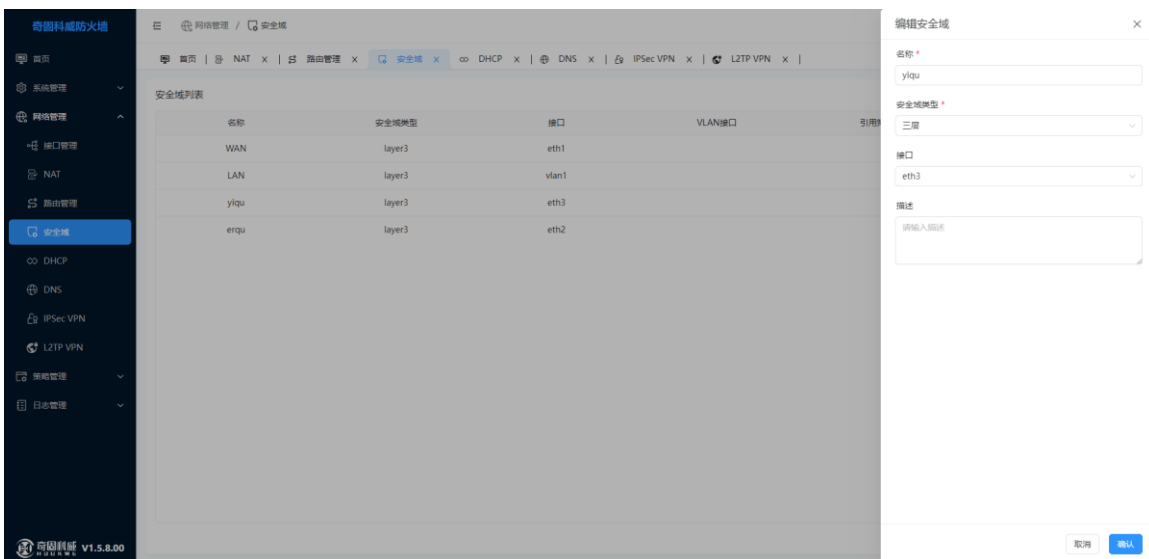 奇固科威防火墙
首页
系统管理
网络管理
接口管理
NAT
路由管理
安全域
DHCP
DNS
IPSec VPN
L2TP VPN
策略管理
日志管理
奇固科威 V1.5.8.00
网络管理 / 安全域
首页 | NAT × | 路由管理 × | 安全域 × DHCP × | DNS × | IPSec VPN × | L2TP VPN × |
安全域列表
名称 安全域类型 接口 VLAN接口
WAN layer3 eth1
LAN layer3 vlan1
yiqu layer3 eth3
erqu layer3 eth2
编辑安全域
名称 *
yiqu
安全域类型 *
三层
接口
eth3
描述
请输入描述
取消 确认